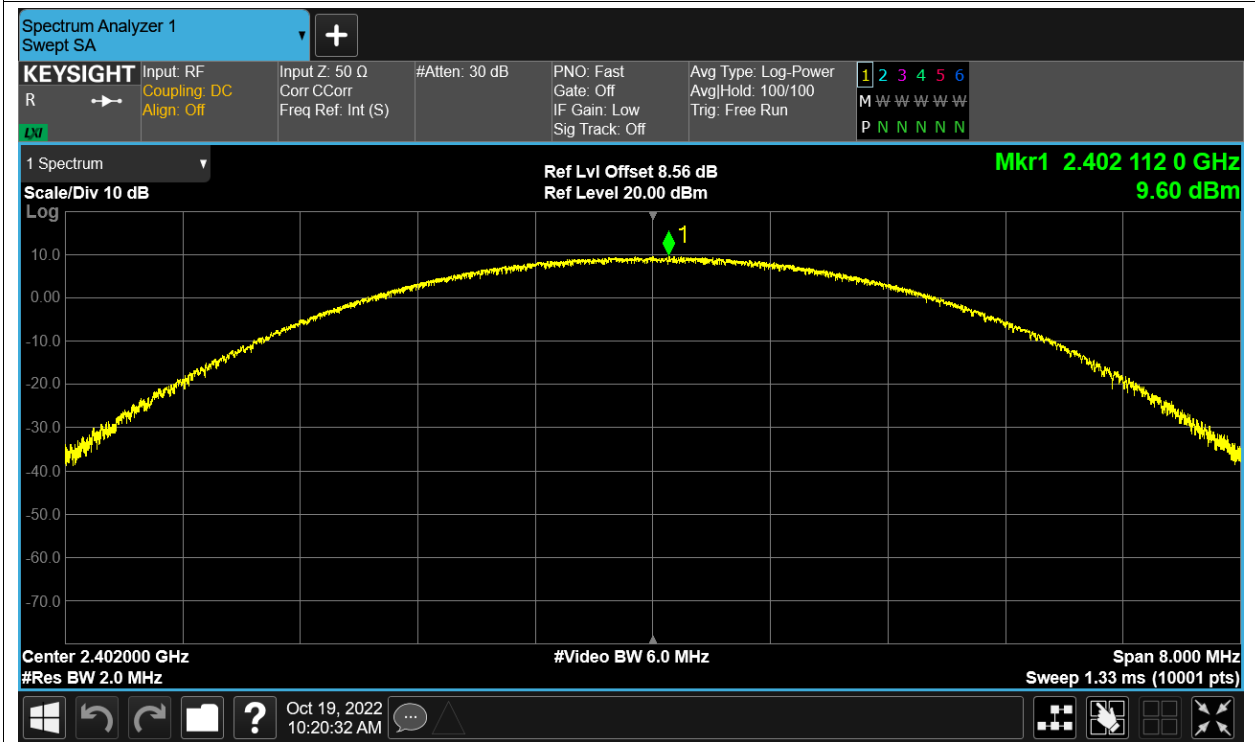 Spectrum Analyzer 1
Swept SA
+
KEYSIGHT
R
LXI
Input: RF
Coupling: DC
Align: Off
Input Z: 50 Ω
Corr CCorr
Freq Ref: Int (S)
#Atten: 30 dB
PNO: Fast
Gate: Off
IF Gain: Low
Sig Track: Off
Avg Type: Log-Power
Avg|Hold: 100/100
Trig: Free Run
1 2 3 4 5 6
M W W W W W
P N N N N N
1 Spectrum
Scale/Div 10 dB
Log
Ref Lvl Offset 8.56 dB
Ref Level 20.00 dBm
Mkr1 2.402 112 0 GHz
9.60 dBm
1
10.0
0.00
-10.0
-20.0
-30.0
-40.0
-50.0
-60.0
-70.0
Center 2.402000 GHz
#Res BW 2.0 MHz
#Video BW 6.0 MHz
Span 8.000 MHz
Sweep 1.33 ms (10001 pts)
?
Oct 19, 2022
10:20:32 AM